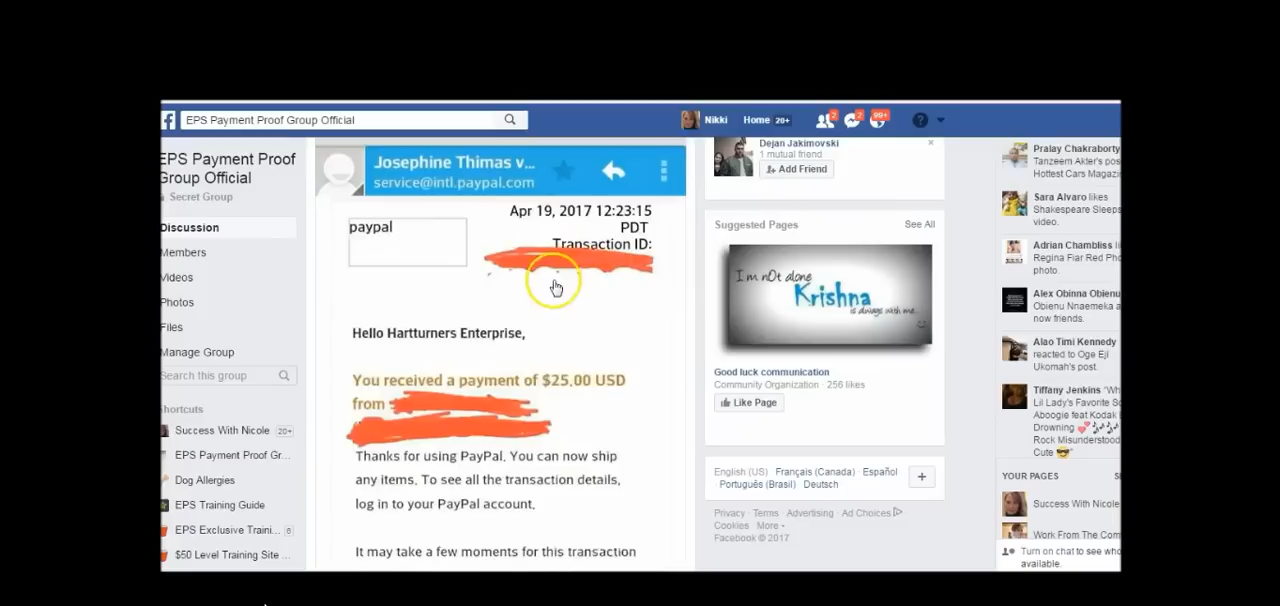 EPS Payment Proof Group Official
Nikki
Home 20+
2
2
99+
EPS Payment Proof
Group Official
Secret Group
Discussion
Members
Videos
Photos
Files
Manage Group
Search this group
Shortcuts
Success With Nicole 20+
EPS Payment Proof Gr...
Dog Allergies
EPS Training Guide
EPS Exclusive Traini... 6
$50 Level Training Site ...
Josephine Thimas v...
service@intl.paypal.com
Apr 19, 2017 12:23:15
PDT
Transaction ID:
paypal
Hello Hartturners Enterprise,
You received a payment of $25.00 USD
from
Thanks for using PayPal. You can now ship
any items. To see all the transaction details,
log in to your PayPal account.
It may take a few moments for this transaction
Dejan Jakimovski
1 mutual friend
Add Friend
Suggested Pages
See All
I'm nOt alone
Krishna
is always with me.
Good luck communication
Community Organization · 256 likes
Like Page
English (US) Français (Canada) Español
Português (Brasil) Deutsch
Privacy · Terms · Advertising · Ad Choices
Cookies · More
Facebook © 2017
Pralay Chakraborty
Tanzeem Akter's po
Hottest Cars Magazi
Sara Alvaro likes
Shakespeare Sleeps
Adrian Chambliss li
Regina Fiar Red Ph
photo.
Alex Obinna Obienu
Obienu Nnaemeka a
now friends.
Alao Timi Kennedy
reacted to Oge Eji
Ukomah's post.
Tiffany Jenkins "Wh
Lil Lady's Favorite So
Aboogie feat Kodak B
Drowning
Rock Misunderstood
Cute
YOUR PAGES
Success With Nicole
Work From The Com
Turn on chat to see who
available.